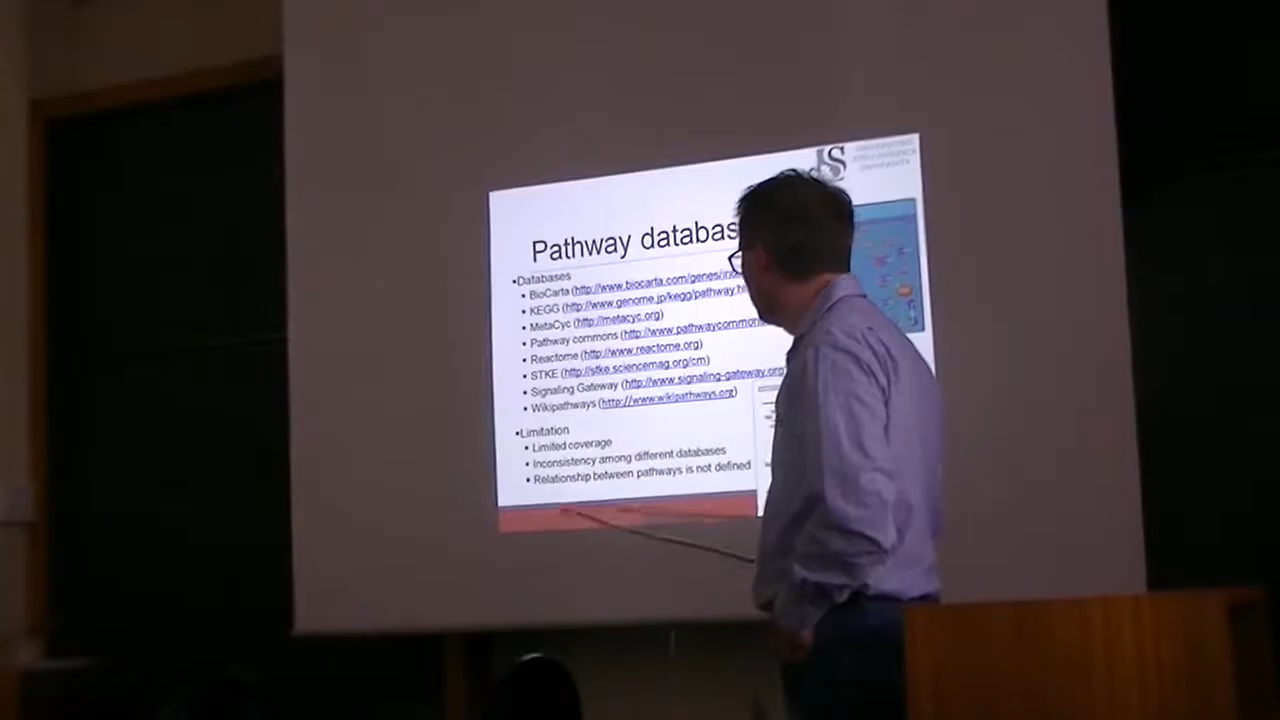 JS
Pathway databas
▪Databases
▪ BioCarta (http://www.biocarta.com/genes/in
▪ KEGG (http://www.genome.jp/kegg/pathway.h
▪ MetaCyc (http://metacyc.org)
▪ Pathway commons (http://www.pathwaycommon
▪ Reactome (http://www.reactome.org)
▪ STKE (http://stke.sciencemag.org/cm)
▪ Signaling Gateway (http://www.signaling-gateway.org
▪ Wikipathways (http://www.wikipathways.org)
▪Limitation
▪ Limited coverage
▪ Inconsistency among different databases
▪ Relationship between pathways is not defined